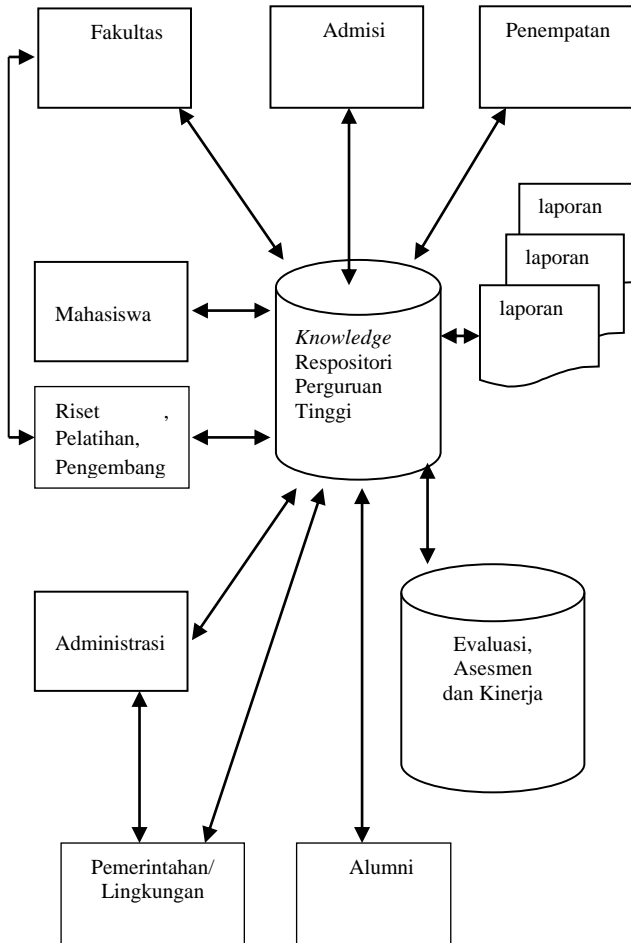 Fakultas
Admisi
Penempatan
laporan
laporan
laporan
Mahasiswa
Knowledge
Respositori
Perguruan
Tinggi
Riset ,
Pelatihan,
Pengembang
Administrasi
Evaluasi,
Asesmen
dan Kinerja
Pemerintahan/
Lingkungan
Alumni